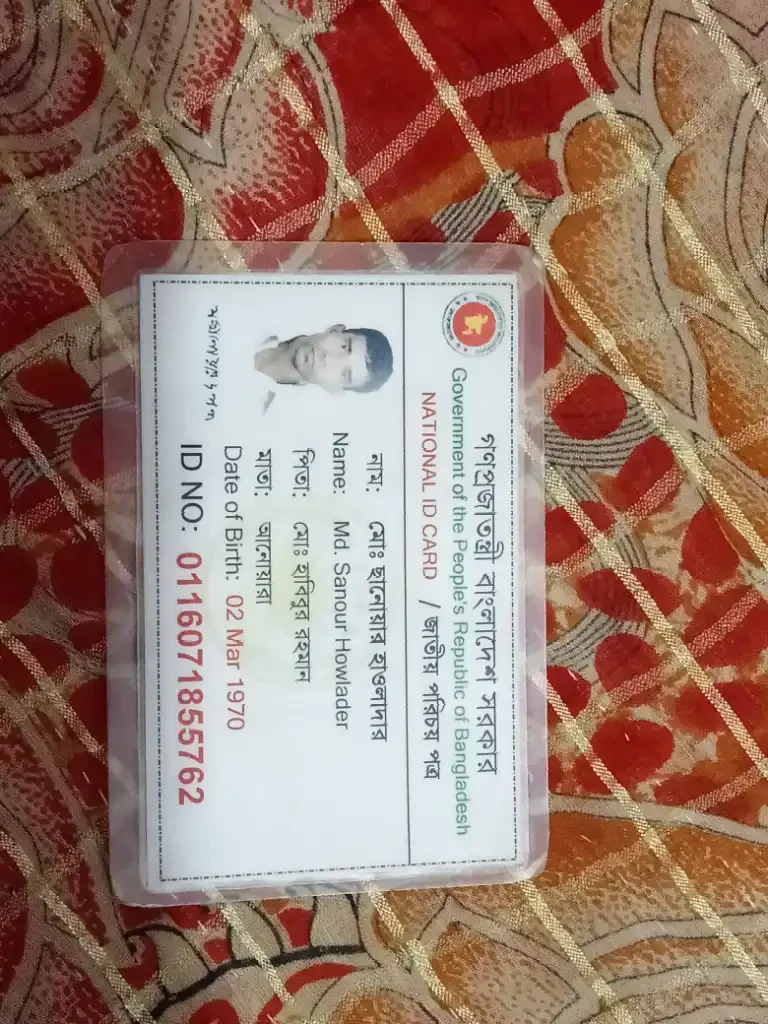 গণপ্রজাতন্ত্রী বাংলাদেশ সরকার
Government of the People's Republic of Bangladesh
NATIONAL ID CARD / জাতীয় পরিচয় পত্র
নাম: মোঃ ছানোয়ার হাওলাদার
Name: Md. Sanour Howlader
পিতা: মোঃ হবিবুর রহমান
মাতা: আনোয়ারা
Date of Birth: 02 Mar 1970
ID NO: 0116071855762